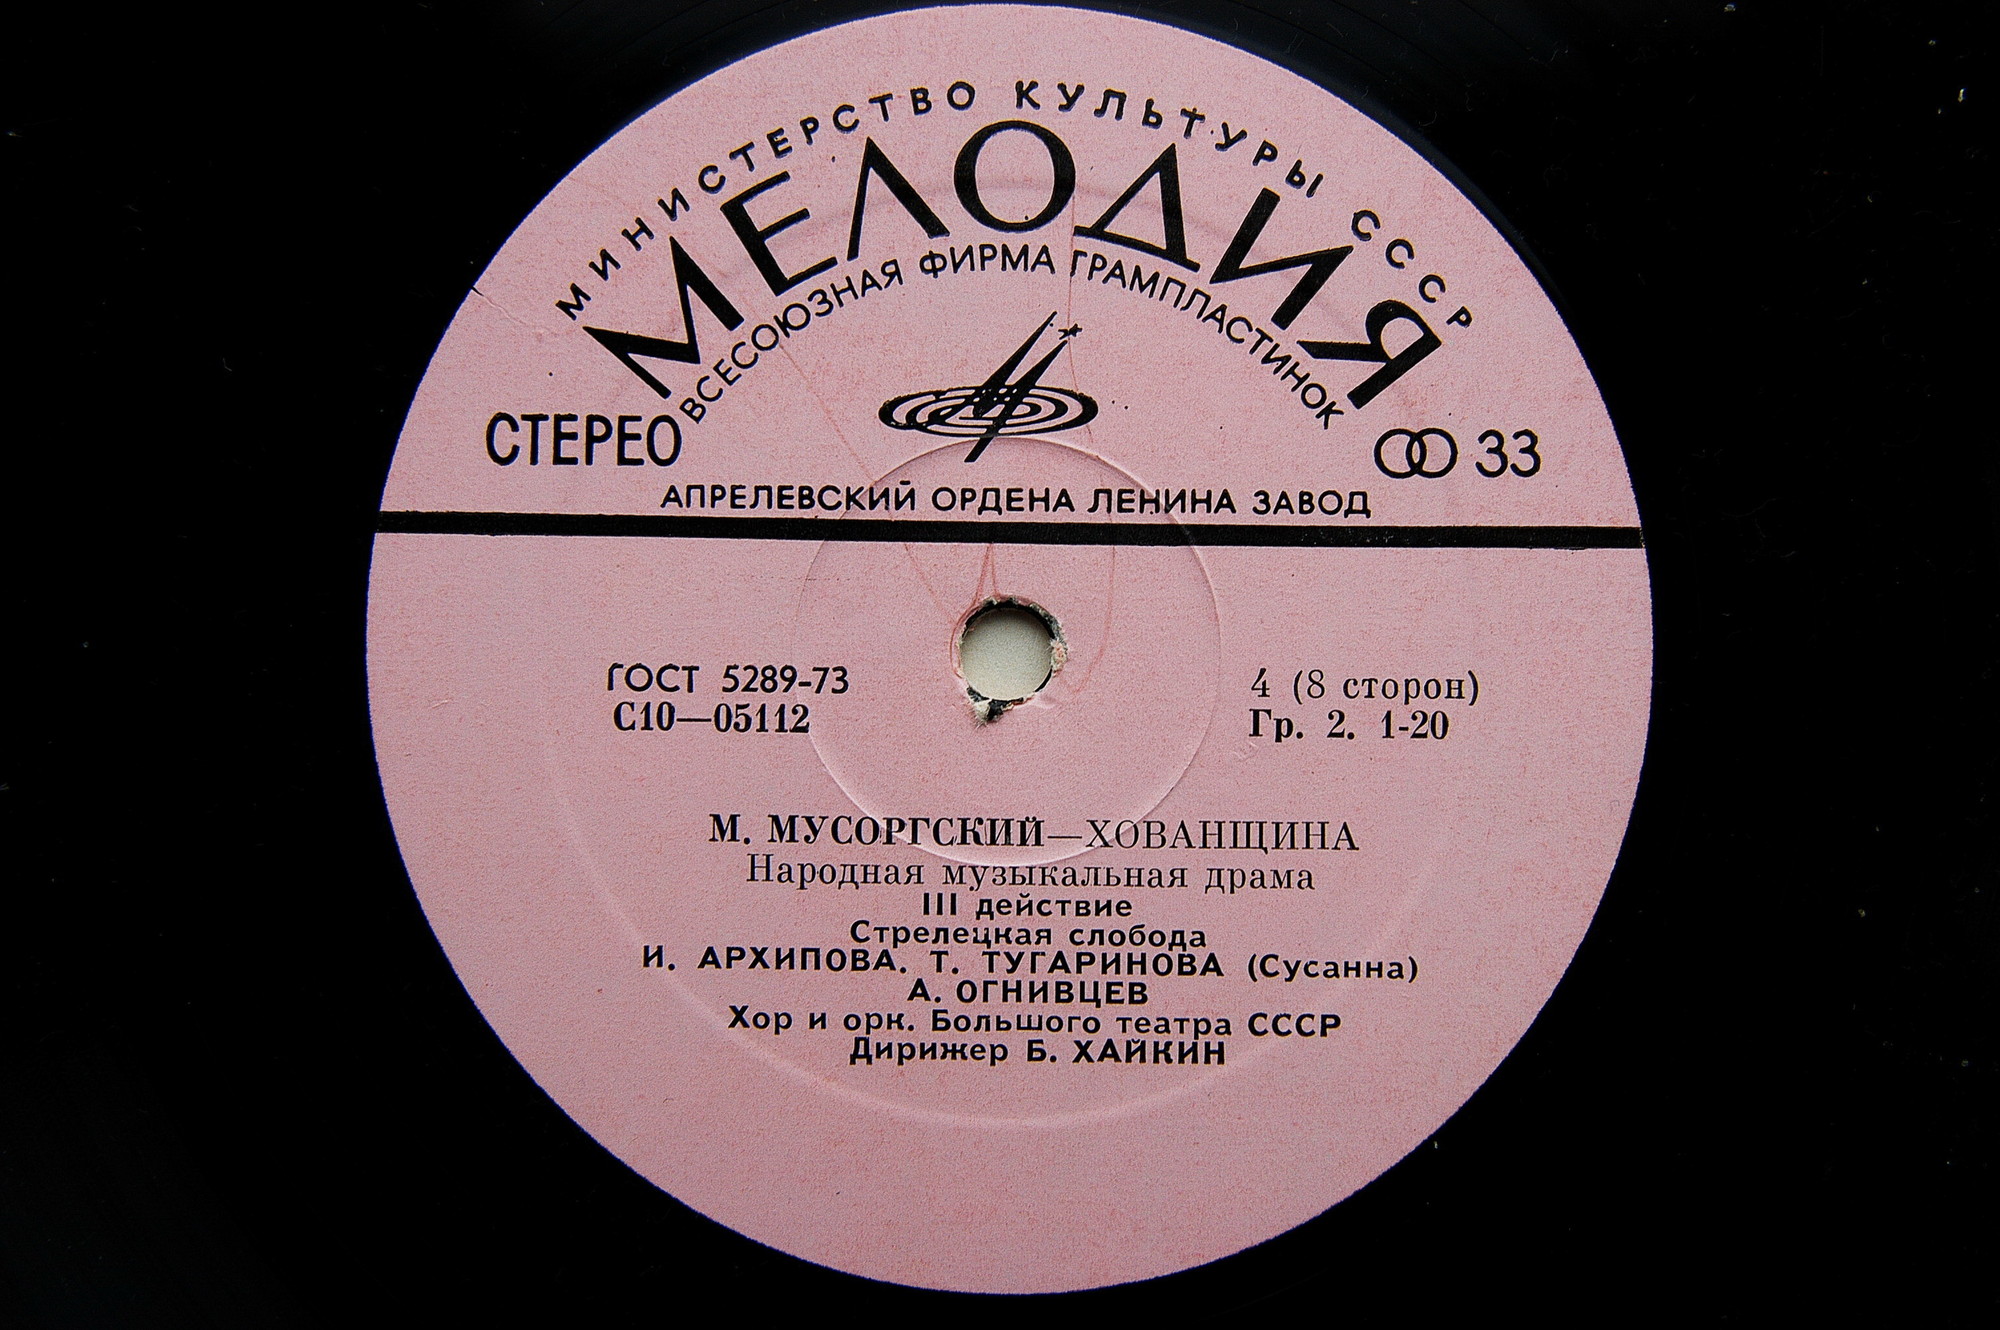 МИНИСТЕРСТВО КУЛЬТУРЫ СССР
МЕЛОДИЯ
ВСЕСОЮЗНАЯ ФИРМА ГРАМПЛАСТИНОК
СТЕРЕО
33
АПРЕЛЕВСКИЙ ОРДЕНА ЛЕНИНА ЗАВОД
ГОСТ 5289-73
С10—05112
4 (8 сторон)
Гр. 2. 1-20
М. МУСОРГСКИЙ—ХОВАНЩИНА
Народная музыкальная драма
III действие
Стрелецкая слобода
И. АРХИПОВА. Т. ТУГАРИНОВА (Сусанна)
А. ОГНИВЦЕВ
Хор и орк. Большого театра СССР
Дирижер Б. ХАЙКИН